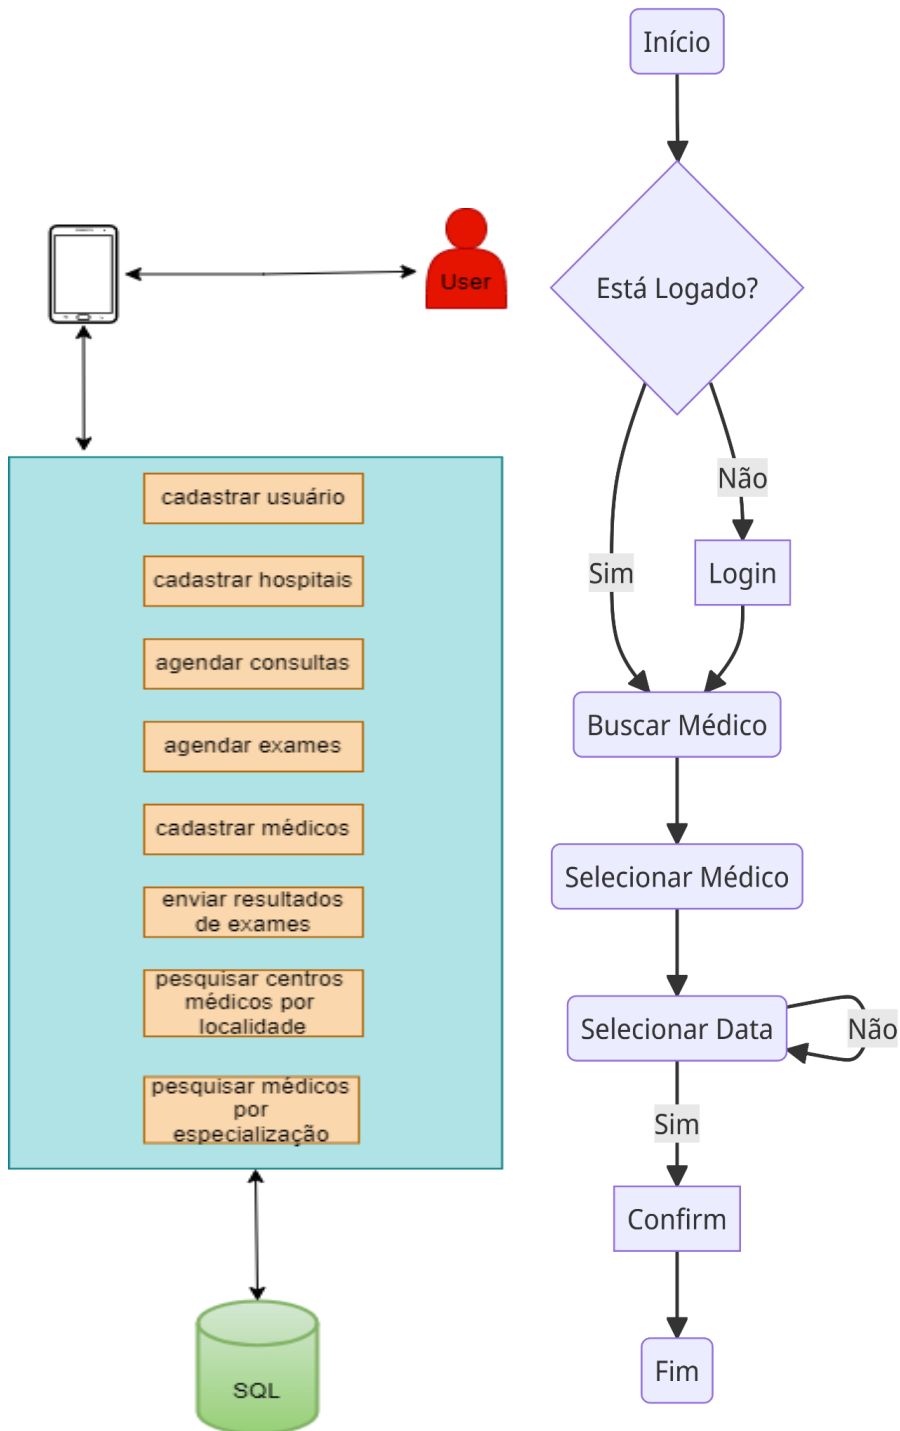 User
cadastrar usuário
cadastrar hospitais
agendar consultas
agendar exames
cadastrar médicos
enviar resultados
de exames
pesquisar centros
médicos por
localidade
pesquisar médicos
por
especialização
SQL
Início
Está Logado?
Não
Sim
Login
Buscar Médico
Selecionar Médico
Selecionar Data
Não
Sim
Confirm
Fim